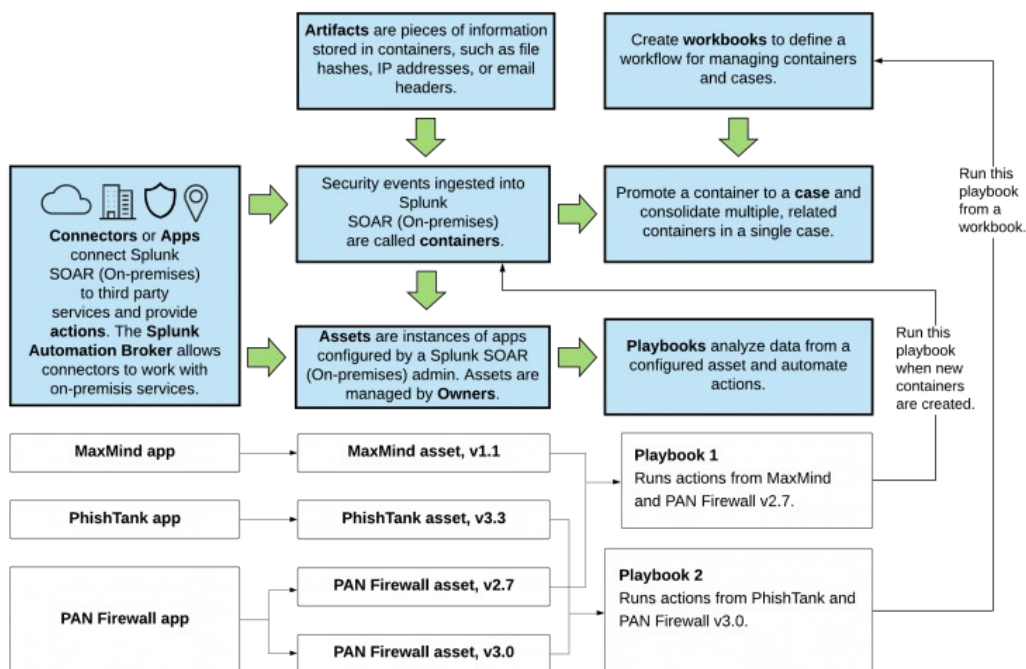 Artifacts are pieces of information
stored in containers, such as file
hashes, IP addresses, or email
headers.
Create workbooks to define a
workflow for managing containers
and cases.
Connectors or Apps
connect Splunk
SOAR (On-premises)
to third party
services and provide
actions. The Splunk
Automation Broker allows
connectors to work with
on-premisis services.
Security events ingested into
Splunk
SOAR (On-premises)
are called containers.
Promote a container to a case and
consolidate multiple, related
containers in a single case.
Run this
playbook
from a
workbook.
Assets are instances of apps
configured by a Splunk SOAR
(On-premises) admin. Assets are
managed by Owners.
Playbooks analyze data from a
configured asset and automate
actions.
Run this
playbook
when new
containers
are created.
MaxMind app
MaxMind asset, v1.1
Playbook 1
Runs actions from MaxMind
and PAN Firewall v2.7.
PhishTank app
PhishTank asset, v3.3
PAN Firewall app
PAN Firewall asset, v2.7
PAN Firewall asset, v3.0
Playbook 2
Runs actions from PhishTank and
PAN Firewall v3.0.